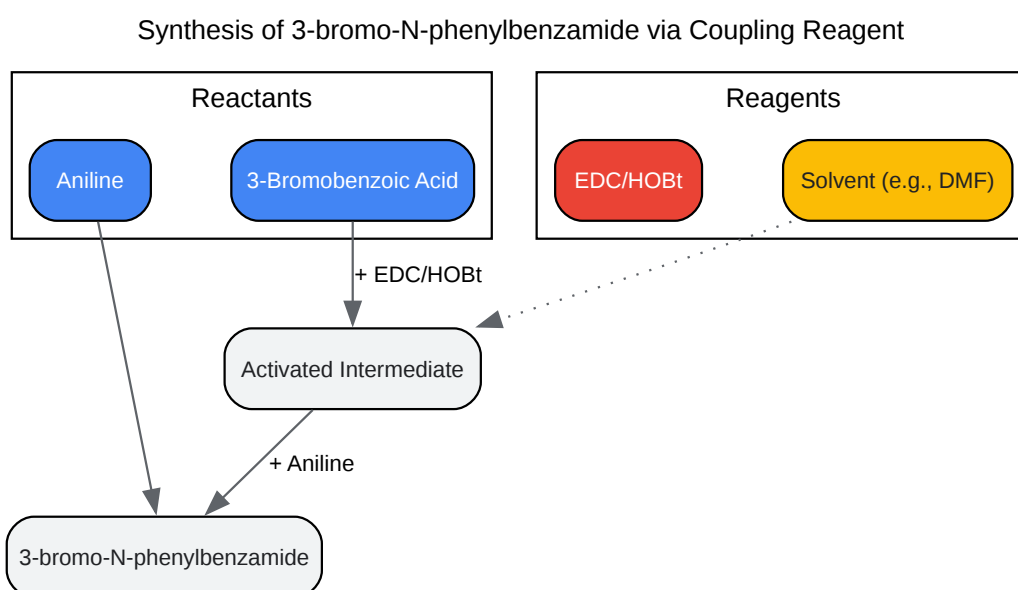 Synthesis of 3-bromo-N-phenylbenzamide via Coupling Reagent
Reactants
Reagents
Aniline
3-Bromobenzoic Acid
EDC/HOBt
Solvent (e.g., DMF)
+ EDC/HOBt
Activated Intermediate
+ Aniline
3-bromo-N-phenylbenzamide